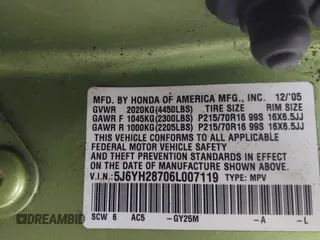 MFD. BY HONDA OF AMERICA MFG., INC. 12/'05
GVWR 2020KG(4450LBS) TIRE SIZE RIM SIZE
GAWR F 1045KG(2300LBS) P215/70R16 99S 16X6.5JJ
GAWR R 1000KG(2205LBS) P215/70R16 99S 16X6.5JJ
THIS VEHICLE CONFORMS TO ALL APPLICABLE
FEDERAL MOTOR VEHICLE SAFETY AND
THEFT PREVENTION STANDARDS IN EFFECT ON
THE DATE OF MANUFACTURE SHOWN ABOVE.
V.I.N.: 5J6YH28706L007119 TYPE: MPV
SCW 6 AC5 -GY25M -A -L
DREAMBID